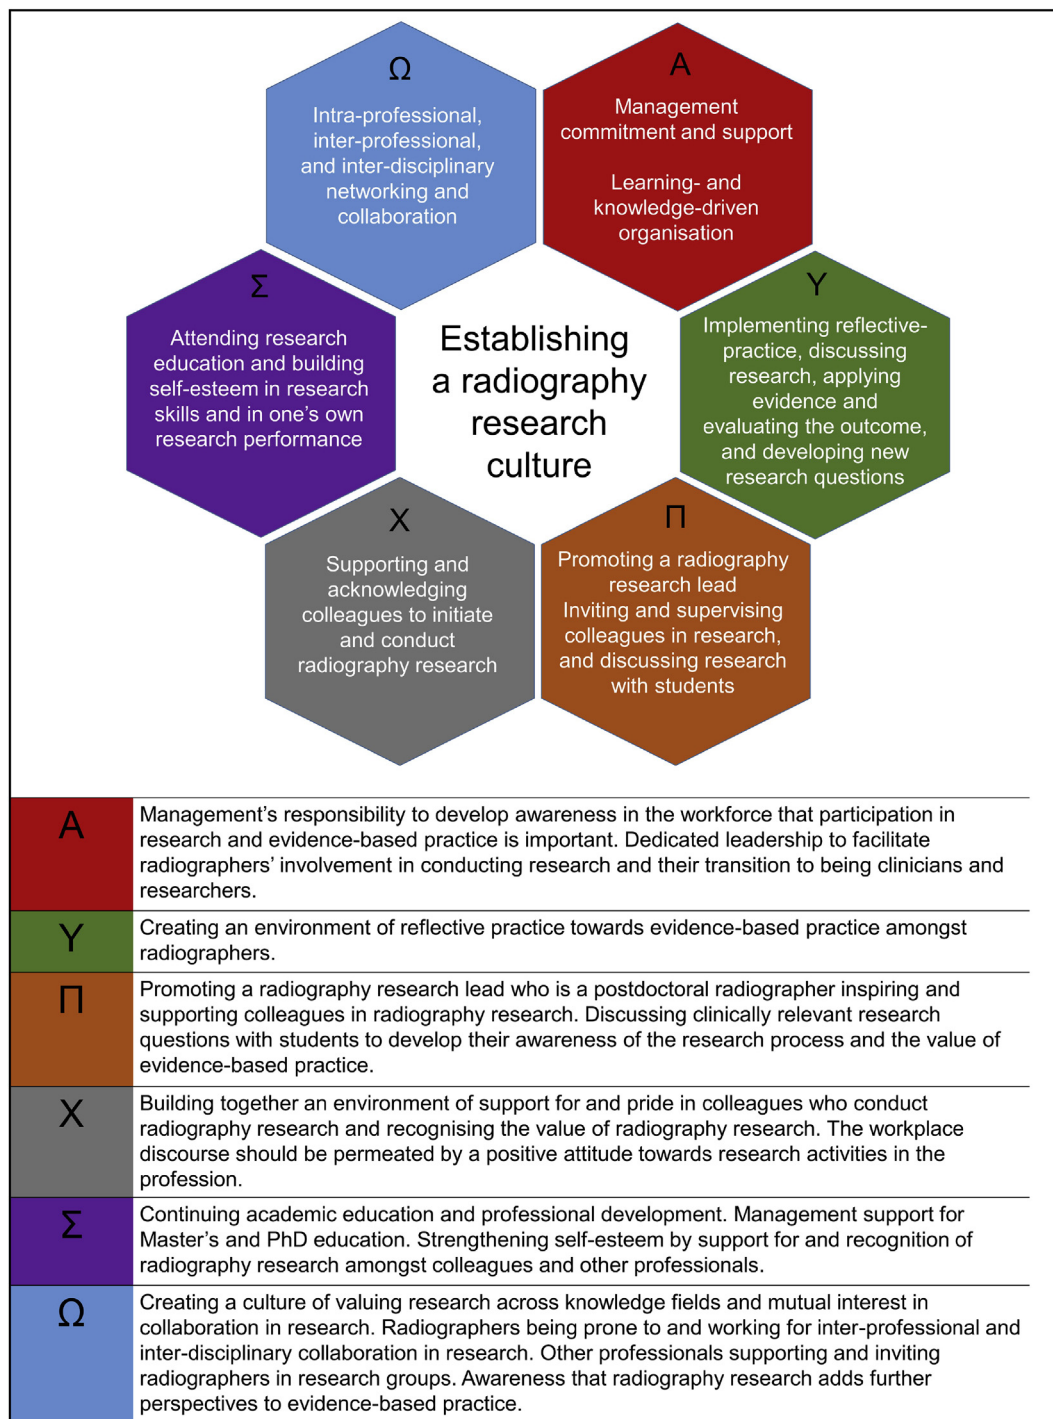 Ω
Intra-professional,
inter-professional,
and inter-disciplinary
networking and
collaboration
Α
Management
commitment and support
Learning- and
knowledge-driven
organisation
Σ
Attending research
education and building
self-esteem in research
skills and in one’s own
research performance
Establishing
a radiography
research
culture
Υ
Implementing reflective-
practice, discussing
research, applying
evidence and
evaluating the outcome,
and developing new
research questions
Χ
Supporting and
acknowledging
colleagues to initiate
and conduct
radiography research
Π
Promoting a radiography
research lead
Inviting and supervising
colleagues in research,
and discussing research
with students
Α
Management’s responsibility to develop awareness in the workforce that participation in
research and evidence-based practice is important. Dedicated leadership to facilitate
radiographers’ involvement in conducting research and their transition to being clinicians and
researchers.
Υ
Creating an environment of reflective practice towards evidence-based practice amongst
radiographers.
Π
Promoting a radiography research lead who is a postdoctoral radiographer inspiring and
supporting colleagues in radiography research. Discussing clinically relevant research
questions with students to develop their awareness of the research process and the value of
evidence-based practice.
Χ
Building together an environment of support for and pride in colleagues who conduct
radiography research and recognising the value of radiography research. The workplace
discourse should be permeated by a positive attitude towards research activities in the
profession.
Σ
Continuing academic education and professional development. Management support for
Master’s and PhD education. Strengthening self-esteem by support for and recognition of
radiography research amongst colleagues and other professionals.
Ω
Creating a culture of valuing research across knowledge fields and mutual interest in
collaboration in research. Radiographers being prone to and working for inter-professional and
inter-disciplinary collaboration in research. Other professionals supporting and inviting
radiographers in research groups. Awareness that radiography research adds further
perspectives to evidence-based practice.